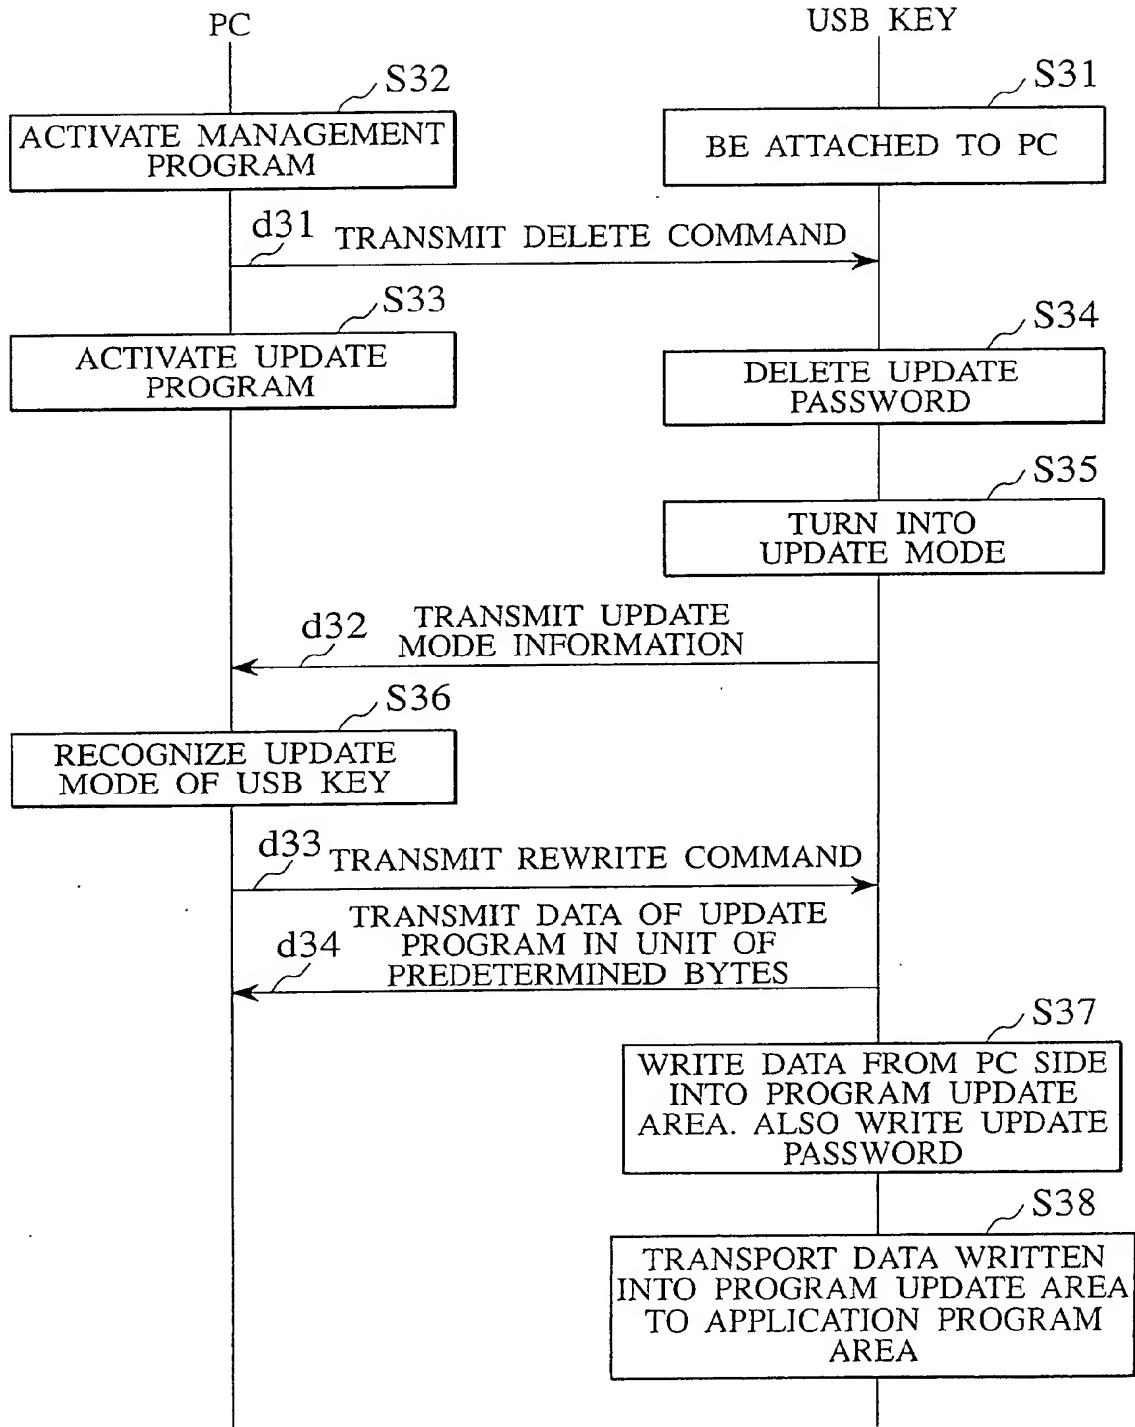 PC
USB KEY
S32
S31
ACTIVATE MANAGEMENT
PROGRAM
BE ATTACHED TO PC
d31
TRANSMIT DELETE COMMAND
S33
S34
ACTIVATE UPDATE
PROGRAM
DELETE UPDATE
PASSWORD
S35
TURN INTO
UPDATE MODE
d32
TRANSMIT UPDATE
MODE INFORMATION
S36
RECOGNIZE UPDATE
MODE OF USB KEY
d33
TRANSMIT REWRITE COMMAND
d34
TRANSMIT DATA OF UPDATE
PROGRAM IN UNIT OF
PREDETERMINED BYTES
S37
WRITE DATA FROM PC SIDE
INTO PROGRAM UPDATE
AREA. ALSO WRITE UPDATE
PASSWORD
S38
TRANSPORT DATA WRITTEN
INTO PROGRAM UPDATE AREA
TO APPLICATION PROGRAM
AREA